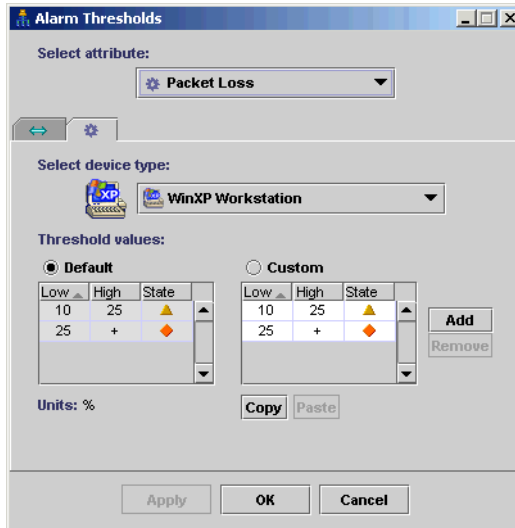 Alarm Thresholds
Select attribute:
Packet Loss
Select device type:
XP WinXP Workstation
Threshold values:
Default Custom
Low High State Low High State
10 25 10 25
25 + 25 +
Add
Remove
Units: % Copy Paste
Apply OK Cancel